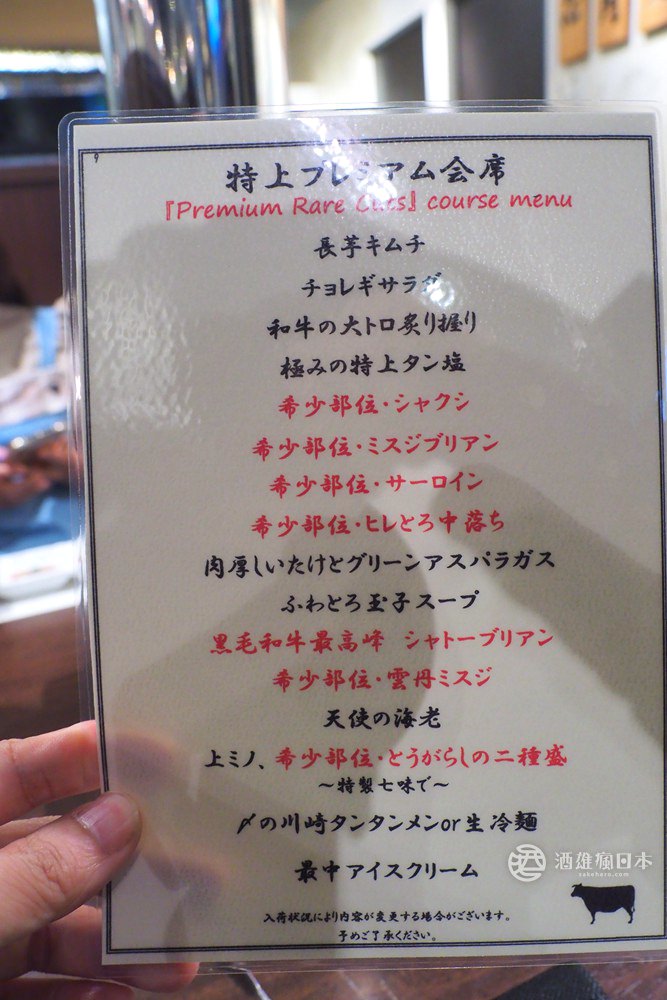 9
特上プレミアム会席
『Premium Rare Cuts』 course menu
長芋キムチ
チョレギサラダ
和牛の大トロ炙り握り
極みの特上タン塩
希少部位・シャクシ
希少部位・ミスジブリアン
希少部位・サーロイン
希少部位・ヒレとろ中落ち
肉厚しいたけとグリーンアスパラガス
ふわとろ玉子スープ
黒毛和牛最高峰 シャトーブリアン
希少部位・雲丹ミスジ
天使の海老
上ミノ、希少部位・とうがらしの二種盛
～特製七味で～
〆の川崎タンタンメンor生冷麺
最中アイスクリーム
酒雄瘋日本
sakeharo.com
入荷状況により内容が変更する場合がございます。
予めご了承ください。